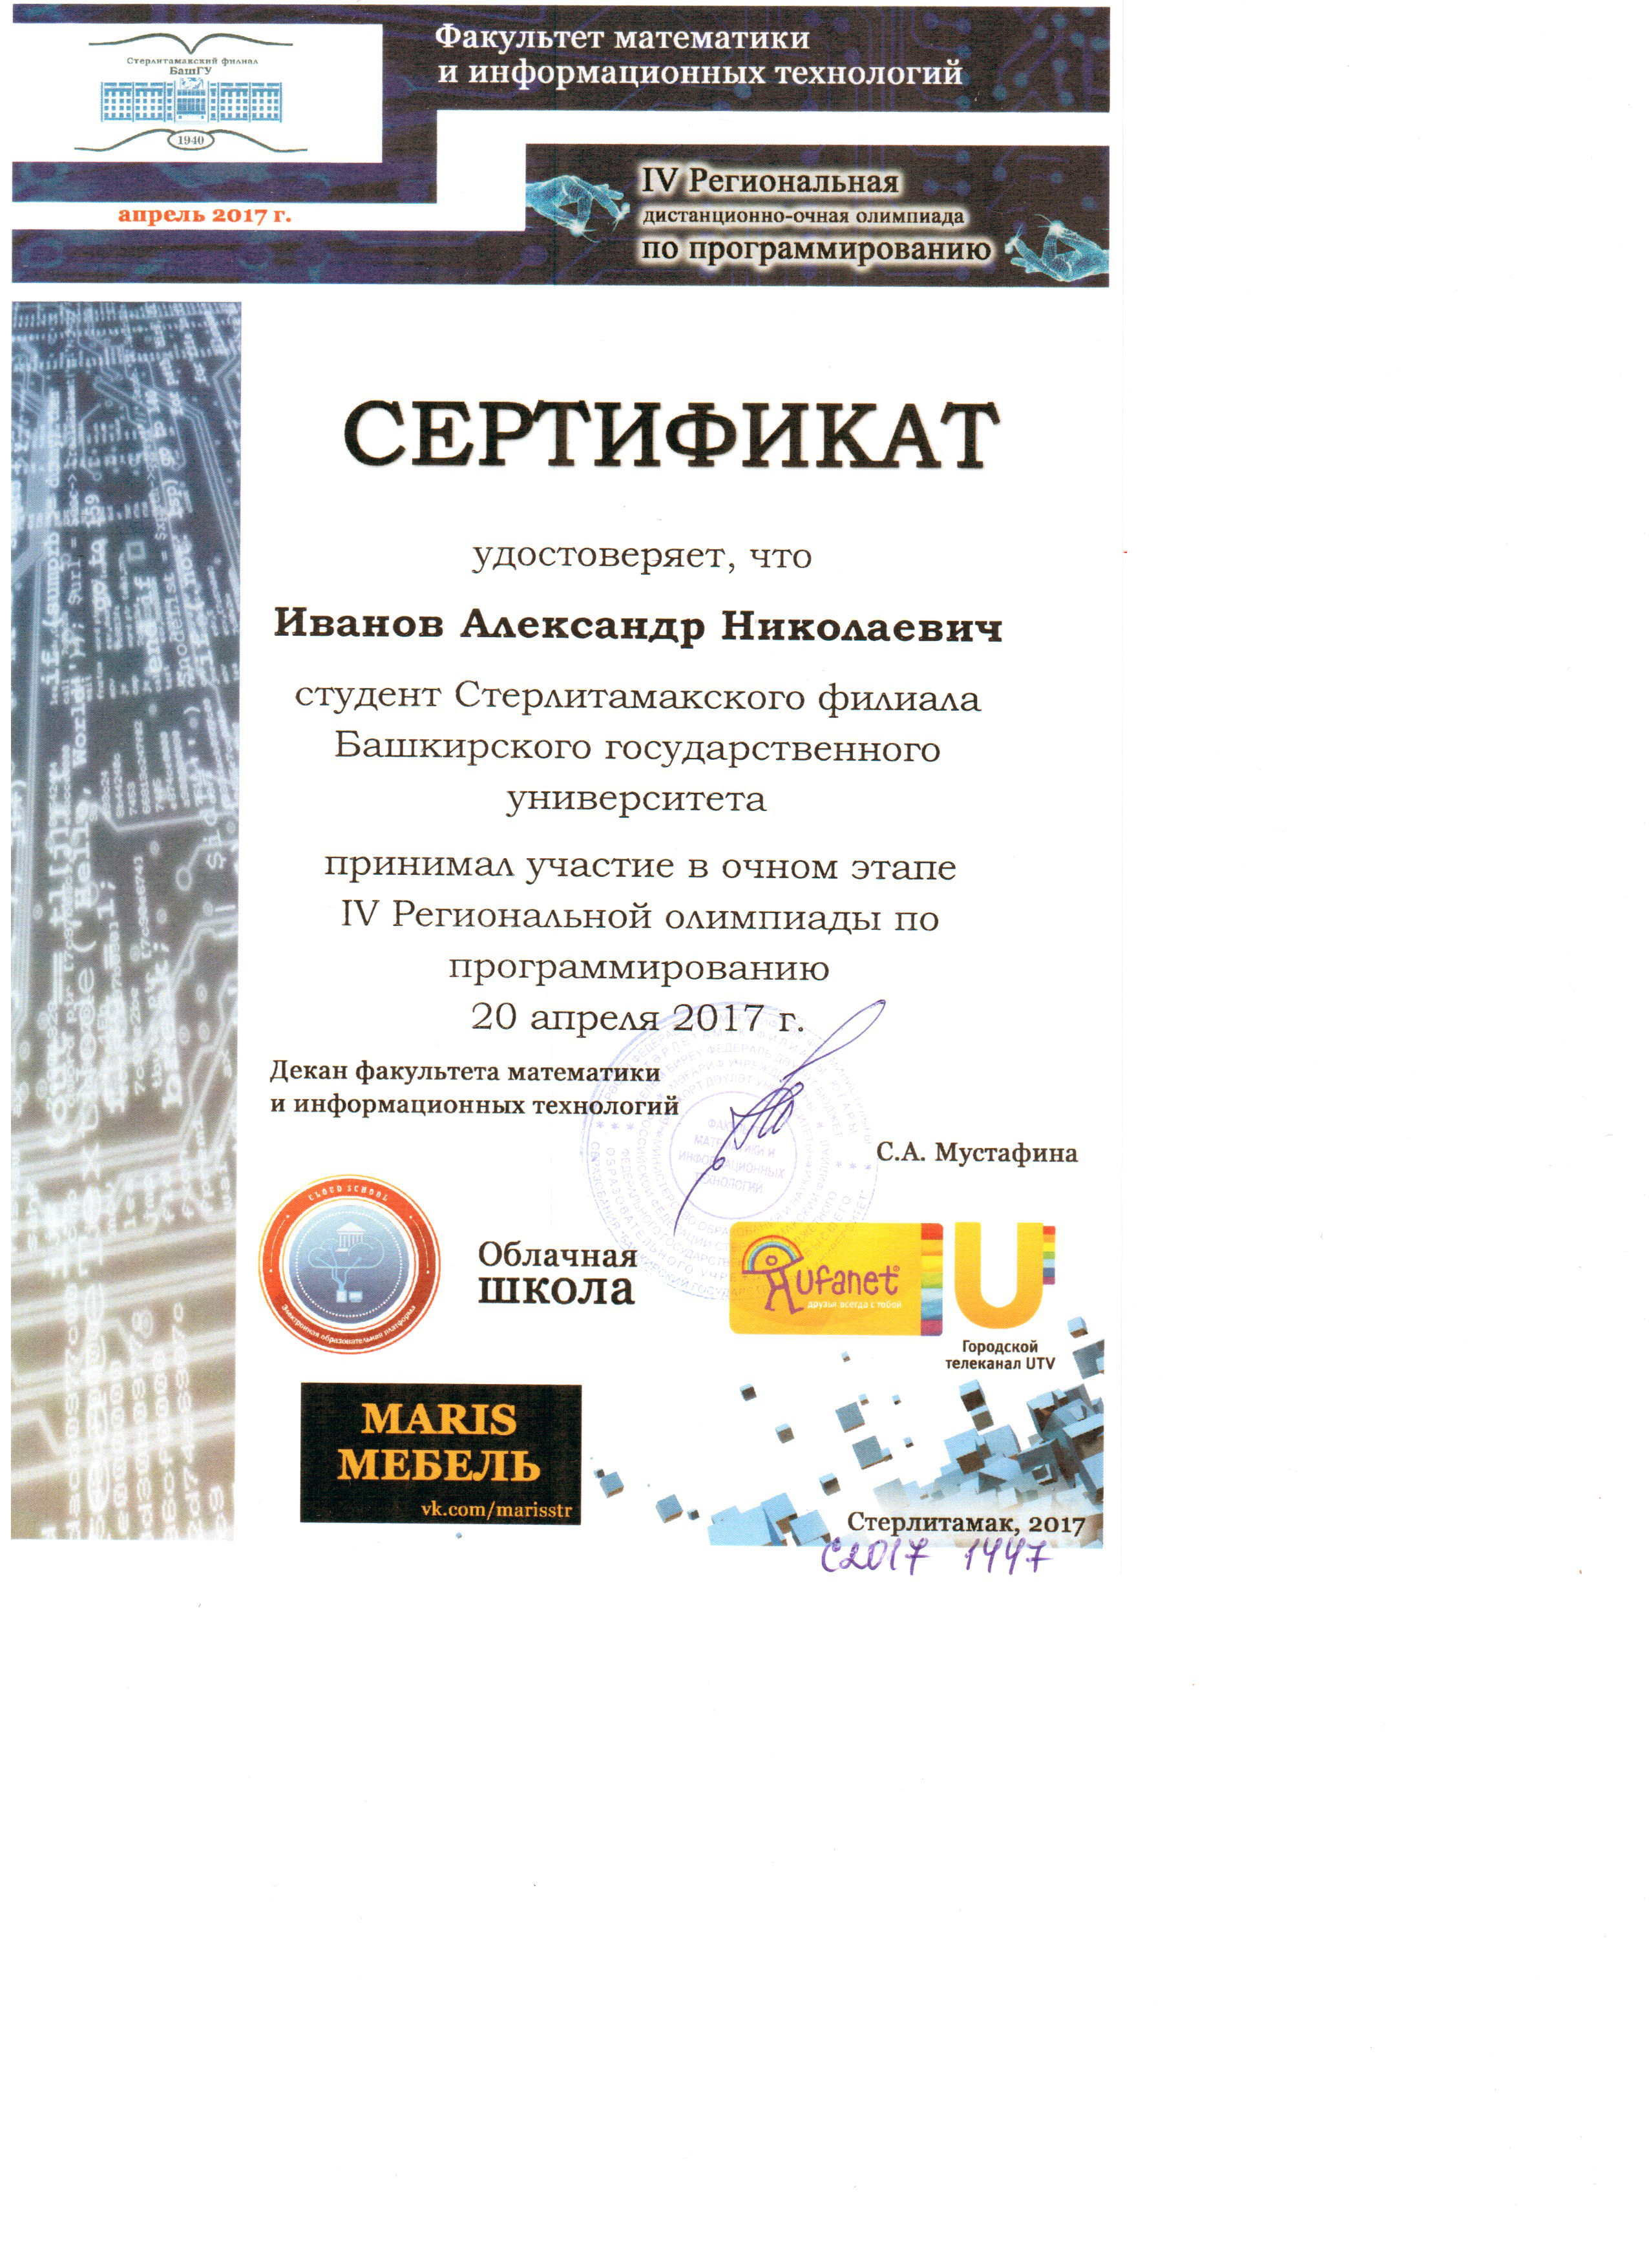 Стерлитамакский филиал
БашГУ
1940
Факультет математики
и информационных технологий
апрель 2017 г.
IV Региональная
дистанционно-очная олимпиада
по программированию
СЕРТИФИКАТ
удостоверяет, что
Иванов Александр Николаевич
студент Стерлитамакского филиала
Башкирского государственного
университета
принимал участие в очном этапе
IV Региональной олимпиады по
программированию
20 апреля 2017 г.
Декан факультета математики
и информационных технологий
ФАКУЛЬТЕТ
МАТЕМАТИКИ И
ИНФОРМАЦИОННЫХ
ТЕХНОЛОГИЙ
С.А. Мустафина
CLOUD SCHOOL
Электронная образовательная платформа
Облачная
школа
ufanet
друзья всегда с тобой
Городской
телеканал UTV
MARIS
МЕБЕЛЬ
vk.com/marisstr
Стерлитамак, 2017
С2017 1447